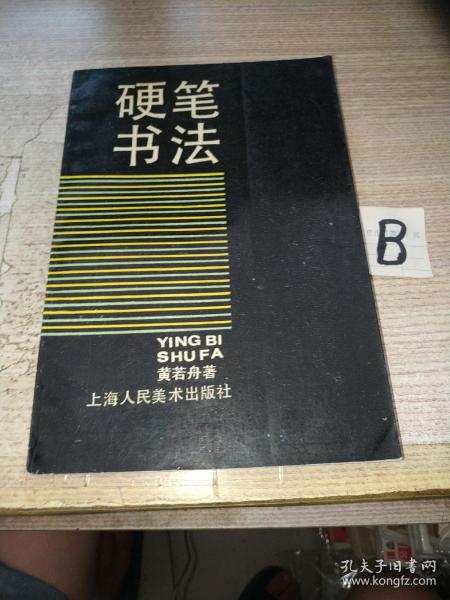 硬笔
书法
YING BI
SHU FA
黄若舟著
上海人民美术出版社
B
孔夫子旧书网
www.kongfz.com